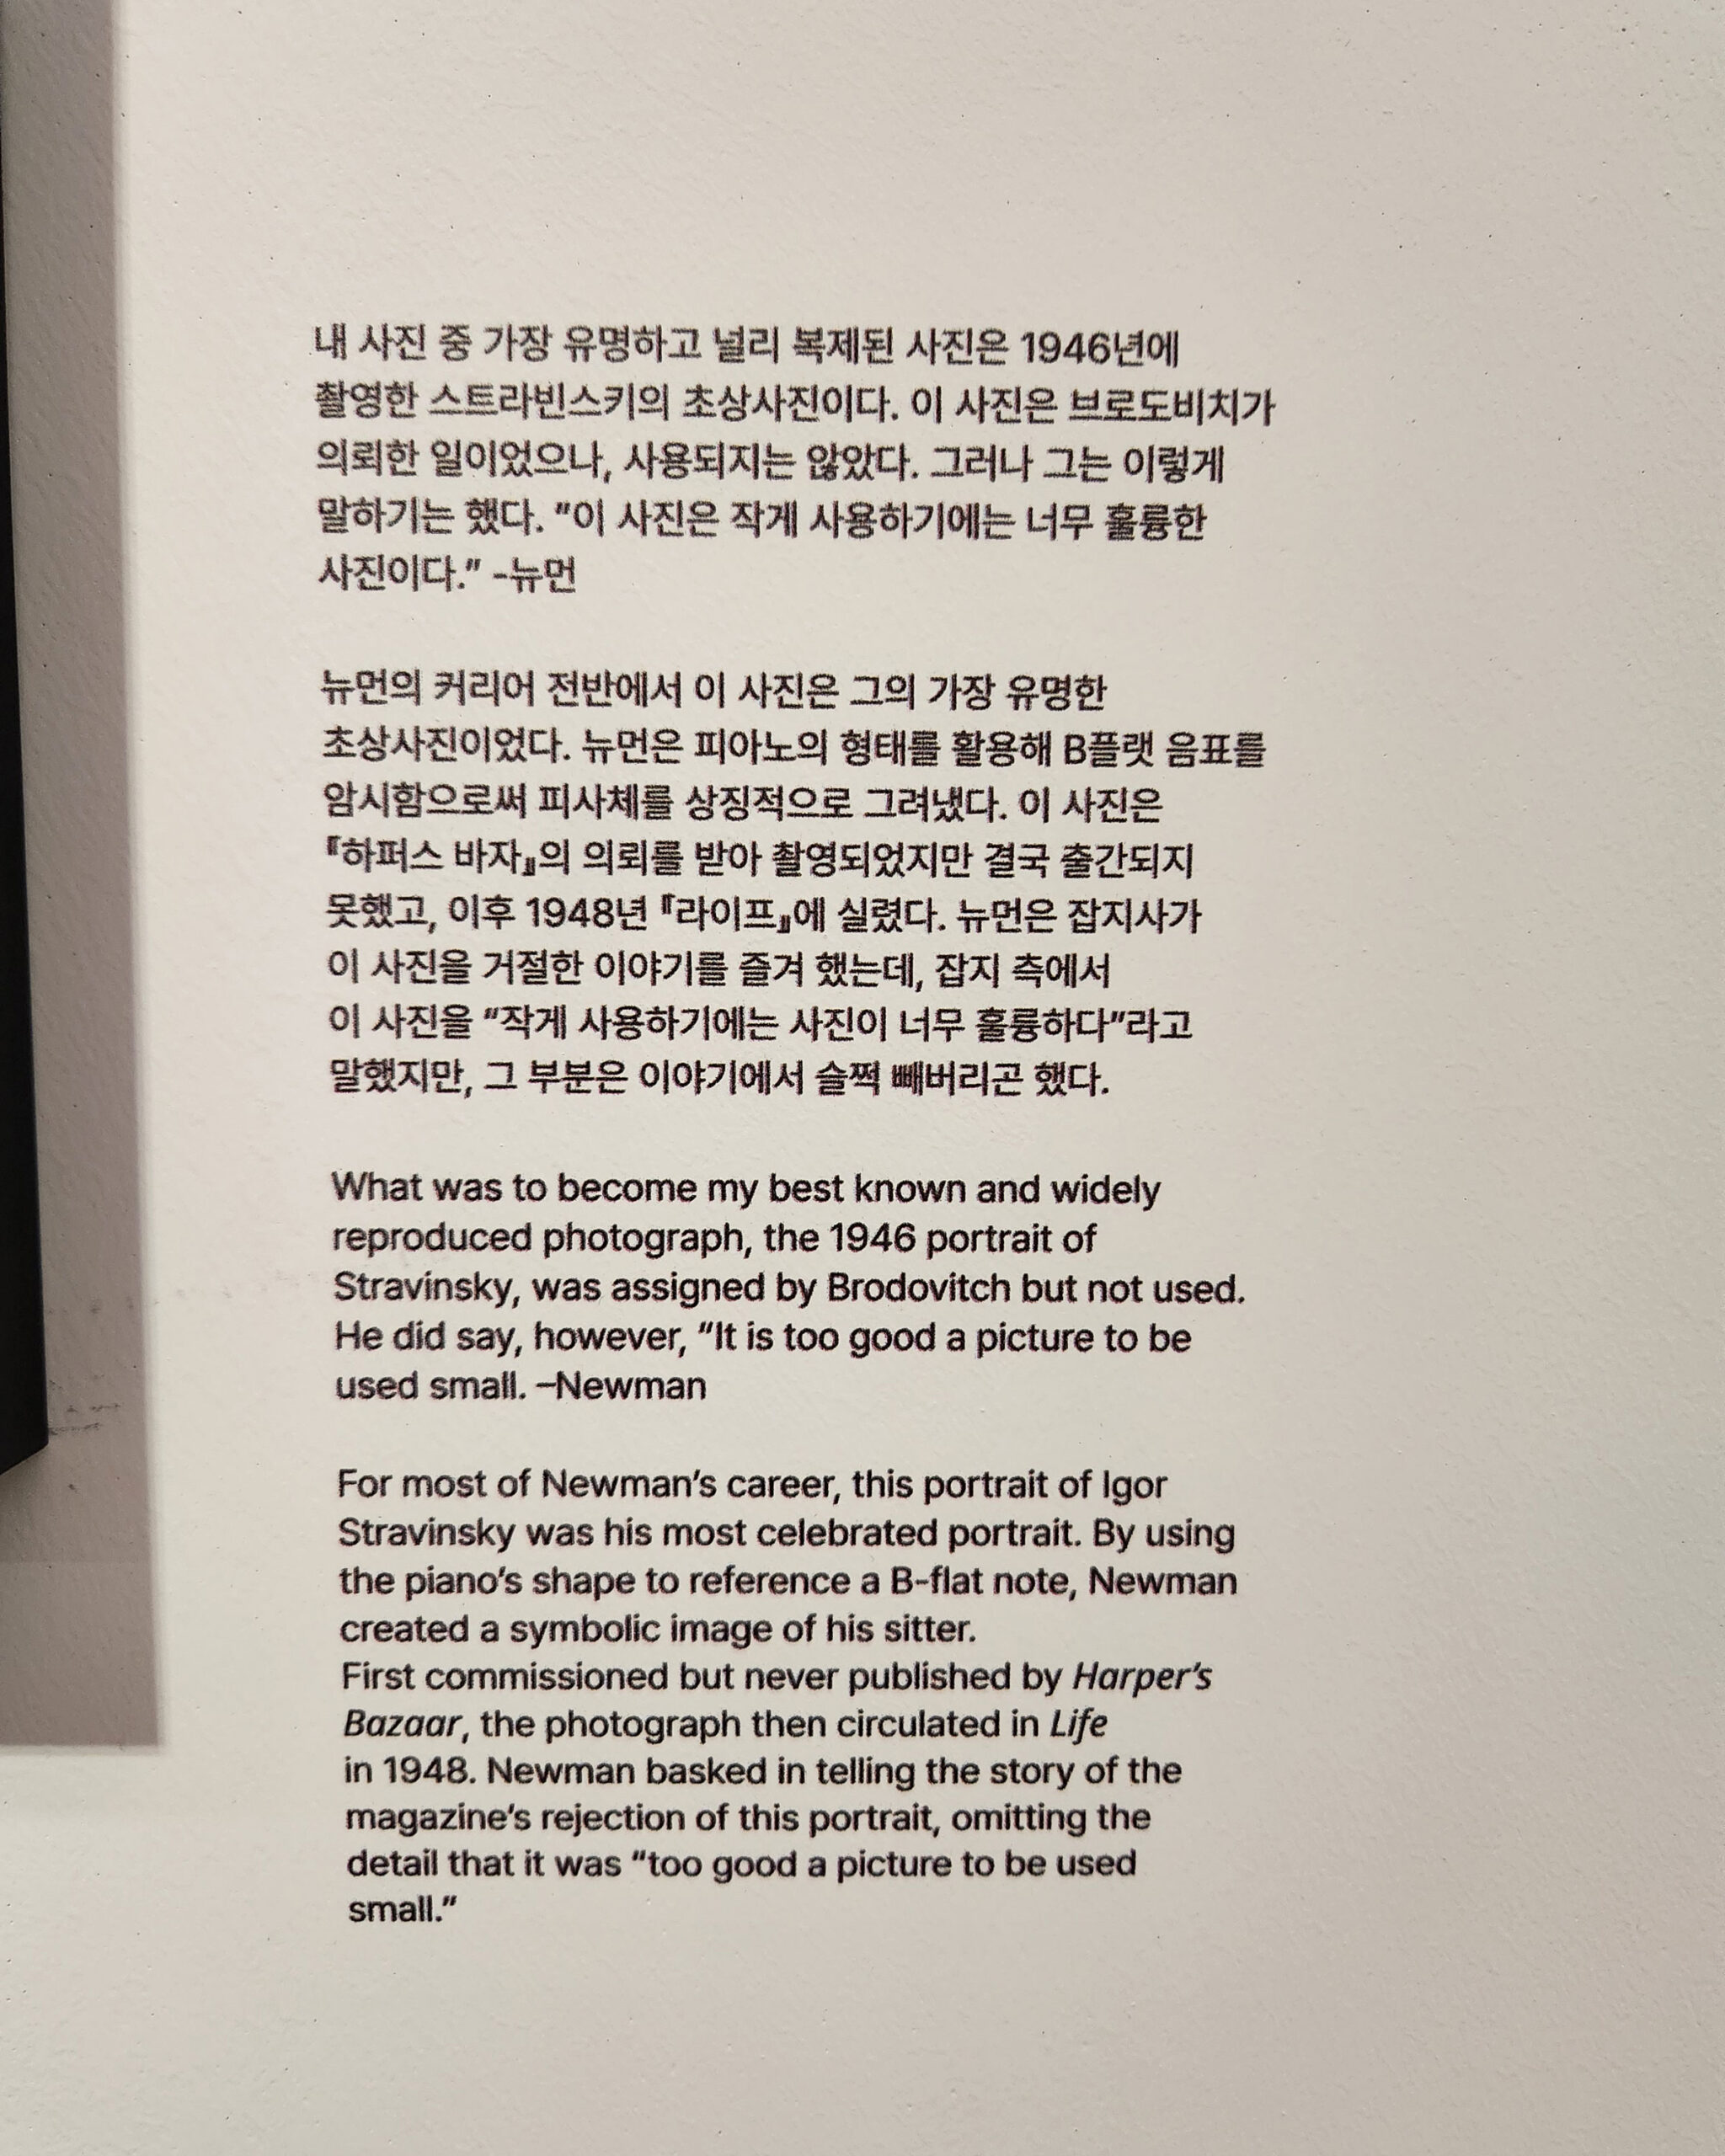 내 사진 중 가장 유명하고 널리 복제된 사진은 1946년에
촬영한 스트라빈스키의 초상사진이다. 이 사진은 브로도비치가
의뢰한 일이었으나, 사용되지는 않았다. 그러나 그는 이렇게
말하기는 했다. “이 사진은 작게 사용하기에는 너무 훌륭한
사진이다.” -뉴먼
뉴먼의 커리어 전반에서 이 사진은 그의 가장 유명한
초상사진이었다. 뉴먼은 피아노의 형태를 활용해 B플랫 음표를
암시함으로써 피사체를 상징적으로 그려냈다. 이 사진은
『하퍼스 바자』의 의뢰를 받아 촬영되었지만 결국 출간되지
못했고, 이후 1948년 『라이프』에 실렸다. 뉴먼은 잡지사가
이 사진을 거절한 이야기를 즐겨 했는데, 잡지 측에서
이 사진을 “작게 사용하기에는 사진이 너무 훌륭하다”라고
말했지만, 그 부분은 이야기에서 슬쩍 빼버리곤 했다.
What was to become my best known and widely
reproduced photograph, the 1946 portrait of
Stravinsky, was assigned by Brodovitch but not used.
He did say, however, “It is too good a picture to be
used small. –Newman
For most of Newman’s career, this portrait of Igor
Stravinsky was his most celebrated portrait. By using
the piano’s shape to reference a B-flat note, Newman
created a symbolic image of his sitter.
First commissioned but never published by Harper’s
Bazaar, the photograph then circulated in Life
in 1948. Newman basked in telling the story of the
magazine’s rejection of this portrait, omitting the
detail that it was “too good a picture to be used
small.”